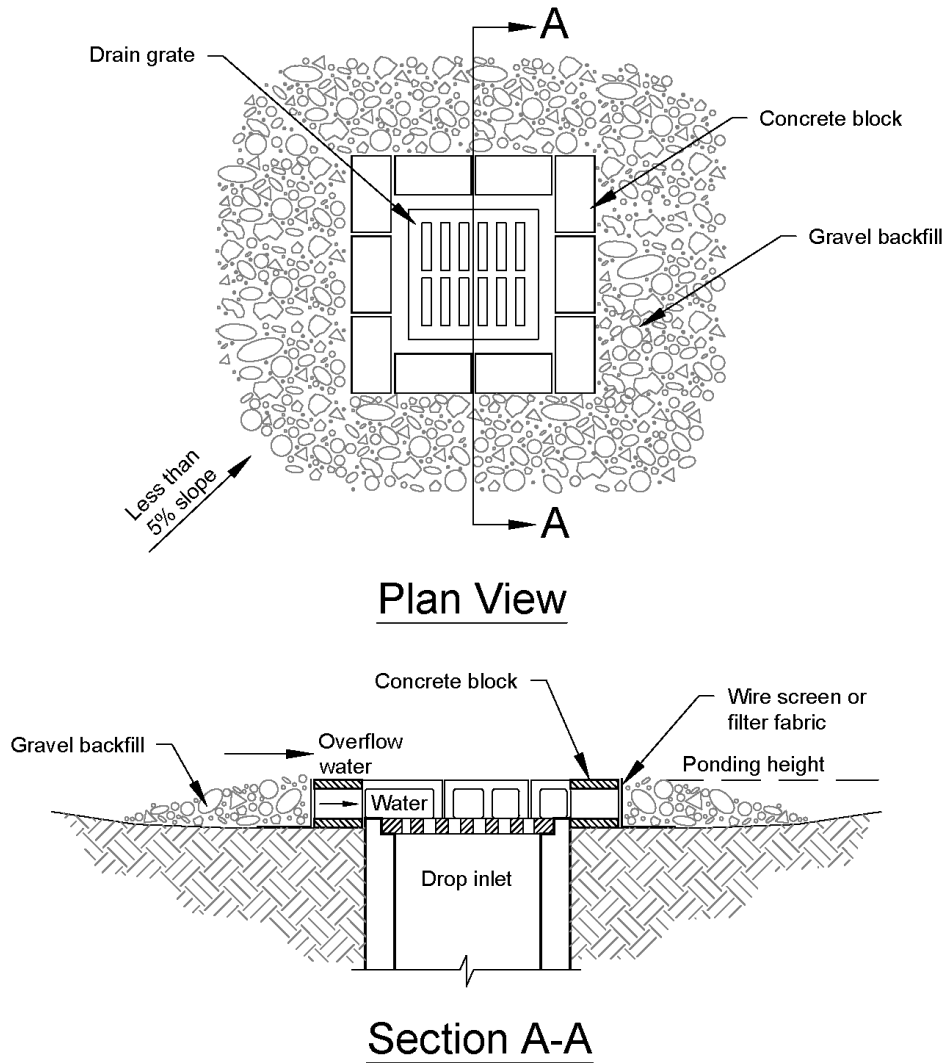 A
Drain grate
Concrete block
Gravel backfill
Less than
5% slope
A
Plan View
Concrete block
Wire screen or
filter fabric
Gravel backfill
Overflow
water
Ponding height
Water
Drop inlet
Section A-A